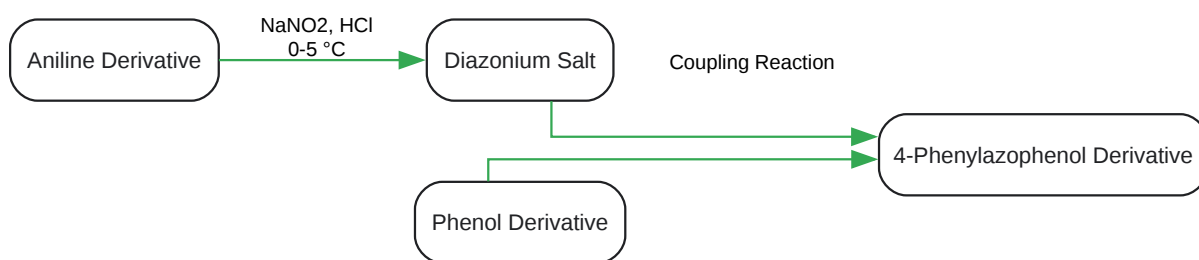 Aniline Derivative
NaNO2, HCl
0-5 °C
Diazonium Salt
Coupling Reaction
4-Phenylazophenol Derivative
Phenol Derivative